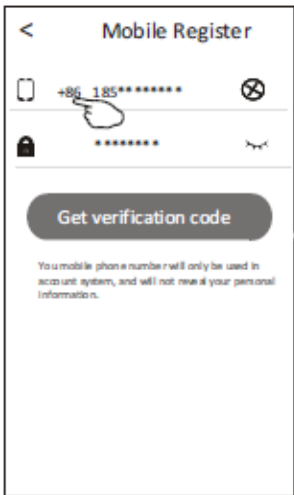 < Mobile Register
+86 185********
********
Get verification code
You mobile phone number will only be used in
account system, and will not reveal your personal
information.